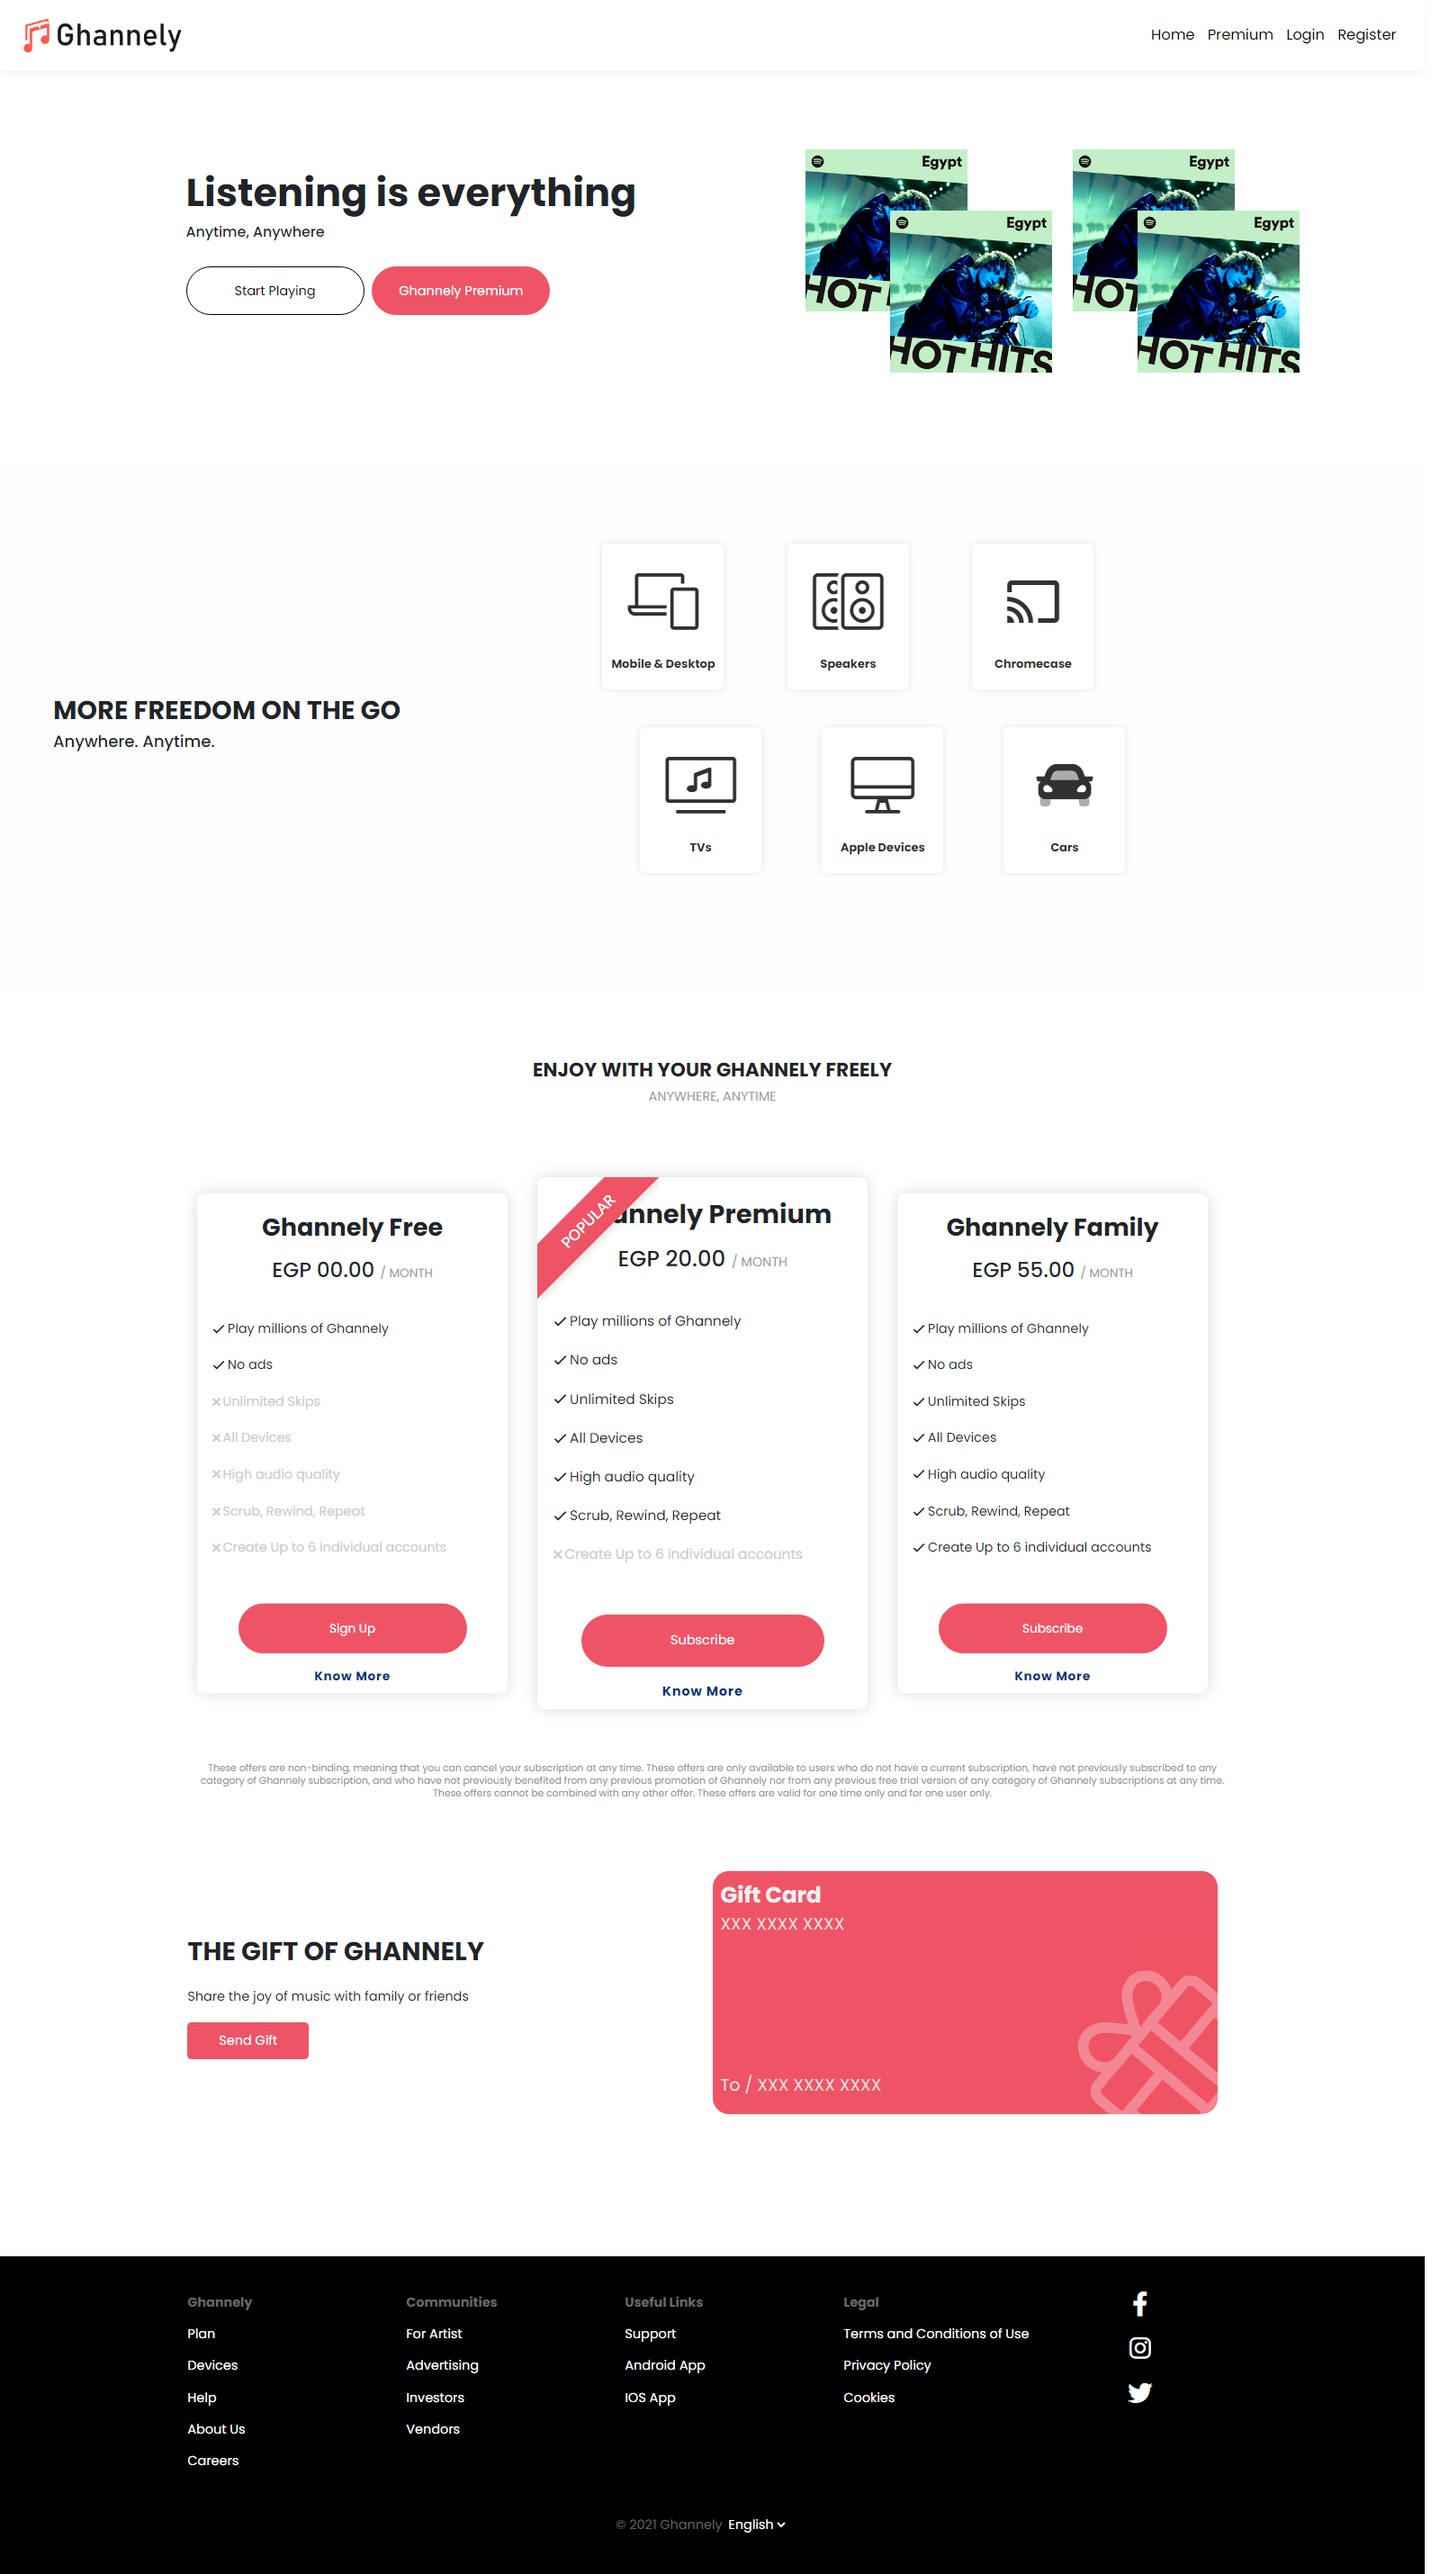 Ghannely
Home Premium Login Register
Listening is everything
Anytime, Anywhere
Start Playing
Ghannely Premium
Egypt
HOT
Egypt
HOT HITS
Egypt
HOT
Egypt
HOT HITS
MORE FREEDOM ON THE GO
Anywhere. Anytime.
Mobile & Desktop
Speakers
Chromecase
TVs
Apple Devices
Cars
ENJOY WITH YOUR GHANNELY FREELY
ANYWHERE, ANYTIME
Ghannely Free
EGP 00.00 / MONTH
Play millions of Ghannely
No ads
Unlimited Skips
All Devices
High audio quality
Scrub, Rewind, Repeat
Create Up to 6 individual accounts
Sign Up
Know More
POPULAR
annely Premium
EGP 20.00 / MONTH
Play millions of Ghannely
No ads
Unlimited Skips
All Devices
High audio quality
Scrub, Rewind, Repeat
Create Up to 6 individual accounts
Subscribe
Know More
Ghannely Family
EGP 55.00 / MONTH
Play millions of Ghannely
No ads
Unlimited Skips
All Devices
High audio quality
Scrub, Rewind, Repeat
Create Up to 6 individual accounts
Subscribe
Know More
These offers are non-binding, meaning that you can cancel your subscription at any time. These offers are only available to users who do not have a current subscription, have not previously subscribed to any
category of Ghannely subscription, and who have not previously benefited from any previous promotion of Ghannely nor from any previous free trial version of any category of Ghannely subscriptions at any time.
These offers cannot be combined with any other offer. These offers are valid for one time only and for one user only.
THE GIFT OF GHANNELY
Share the joy of music with family or friends
Send Gift
Gift Card
XXX XXXX XXXX
To / XXX XXXX XXXX
Ghannely
Plan
Devices
Help
About Us
Careers
Communities
For Artist
Advertising
Investors
Vendors
Useful Links
Support
Android App
IOS App
Legal
Terms and Conditions of Use
Privacy Policy
Cookies
© 2021 Ghannely English